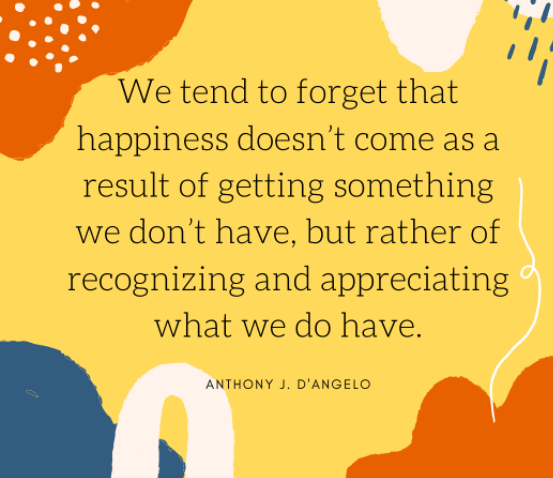 We tend to forget that
happiness doesn’t come as a
result of getting something
we don’t have, but rather of
recognizing and appreciating
what we do have.
ANTHONY J. D'ANGELO